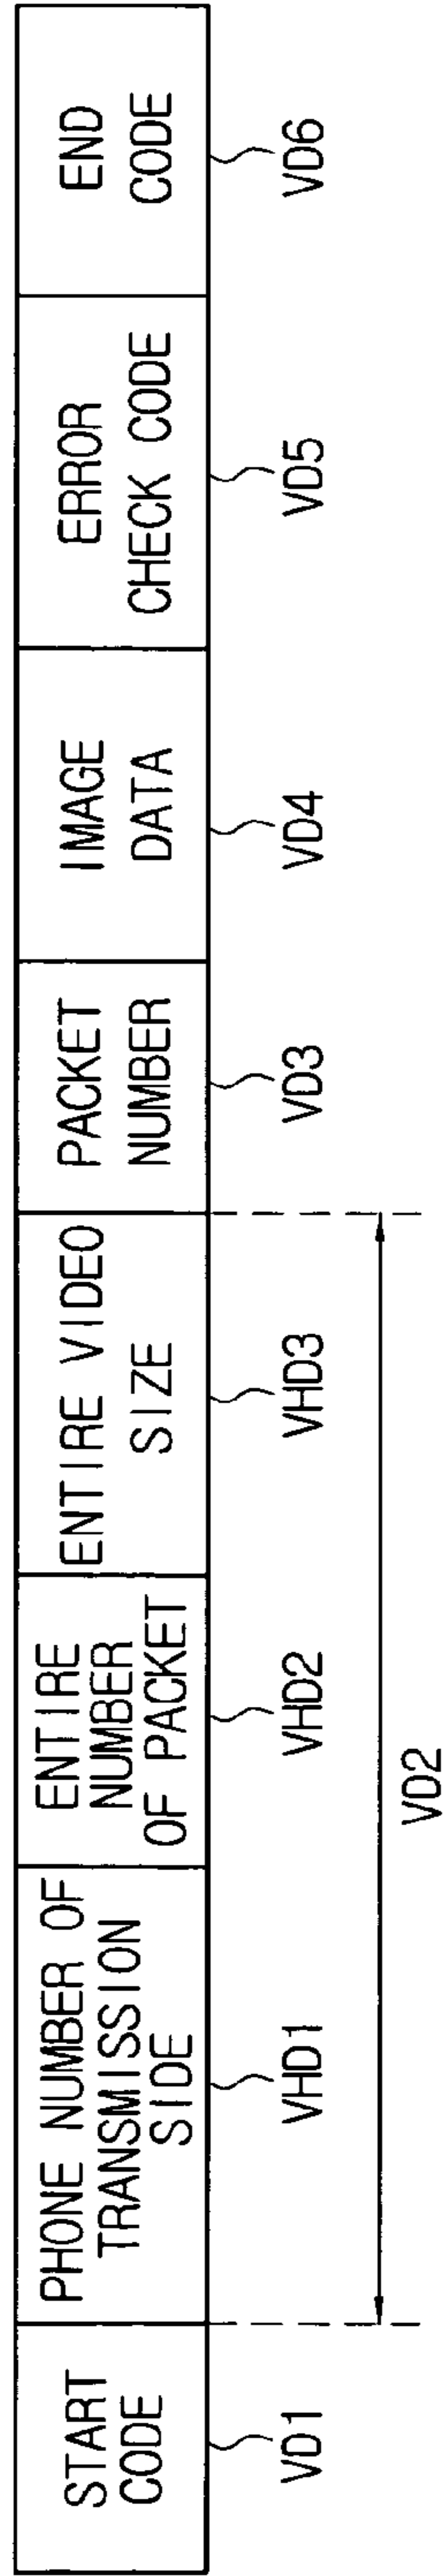 START
CODE
PHONE NUMBER OF
TRANSMISSION
SIDE
ENTIRE
NUMBER
OF PACKET
ENTIRE VIDEO
SIZE
PACKET
NUMBER
IMAGE
DATA
ERROR
CHECK CODE
END
CODE
VD1
VHD1
VHD2
VHD3
VD3
VD4
VD5
VD6
VD2